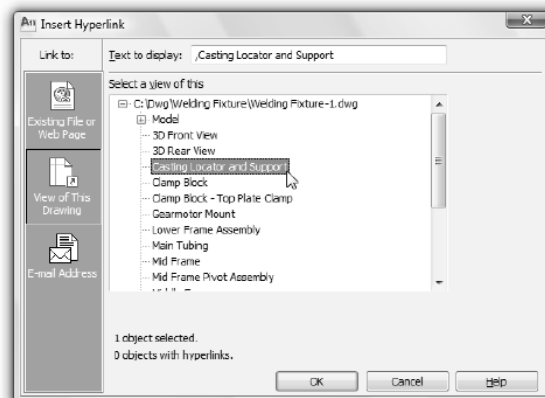 Insert Hyperlink
Link to:
Text to display: ,Casting Locator and Support
Select a view of this
C:\Dwg\Welding Fixture\Welding Fixture-1.dwg
Model
3D Front View
3D Rear View
Casting Locator and Support
Clamp Block
Clamp Block - Top Plate Clamp
Gearmotor Mount
Lower Frame Assembly
Main Tubing
Mid Frame
Mid Frame Pivot Assembly
Existing File or
Web Page
View of This
Drawing
E-mail Address
1 object selected.
0 objects with hyperlinks.
OK Cancel Help